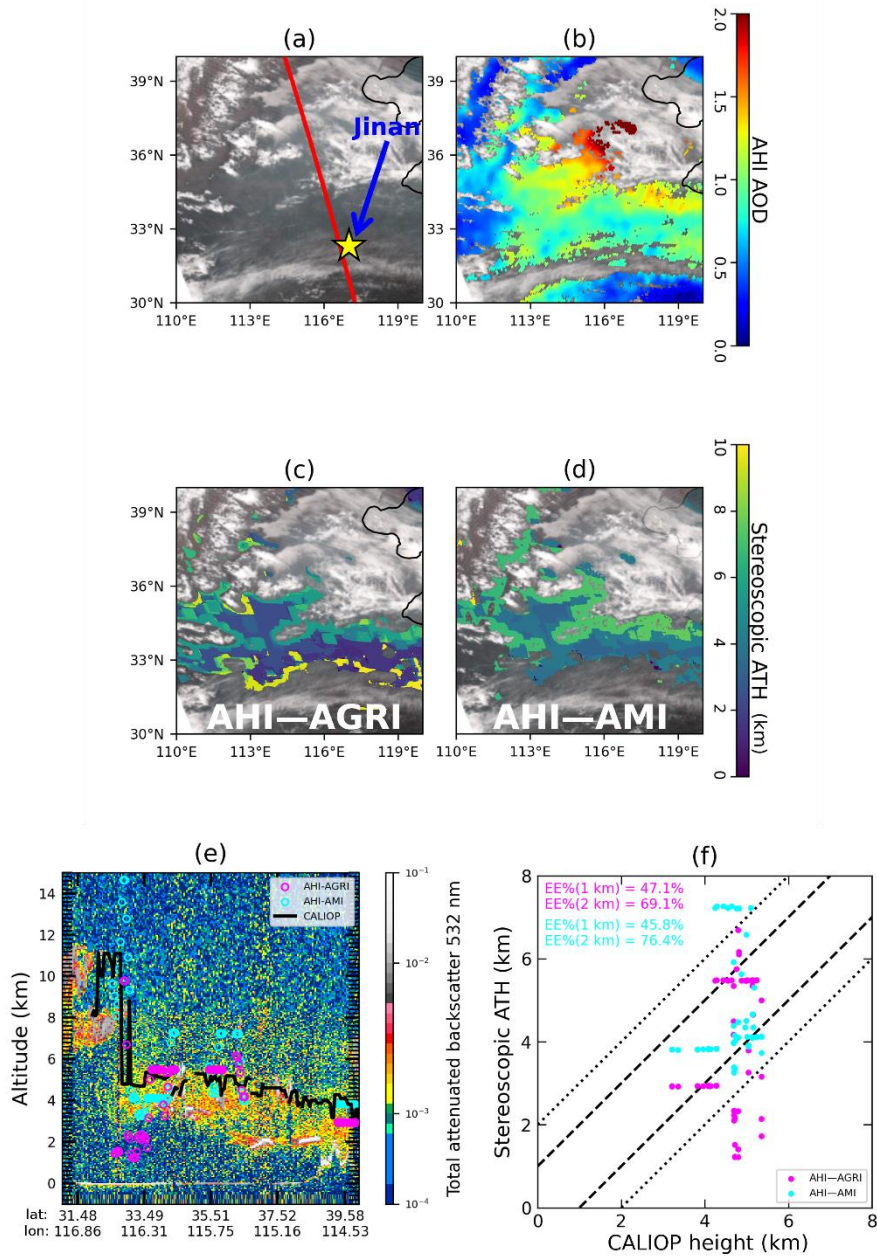 (a)
(b)
39°N
36°N
33°N
30°N
110°E 113°E 116°E 119°E
Jinan
39
36
33
30
110°E 113°E 116°E 119°E
2.0
1.5
1.0
0.5
0.0
AHI AOD
(c)
(d)
39°N
36°N
33°N
30°N
110°E 113°E 116°E 119°E
AHI—AGRI
110°E 113°E 116°E 119°E
AHI—AMI
10
8
6
4
2
0
Stereoscopic ATH (km)
(e)
14
12
10
8
6
4
2
0
Altitude (km)
AHI-AGRI
AHI-AMI
CALIOP
lat: 31.48 33.49 35.51 37.52 39.58
lon: 116.86 116.31 115.75 115.16 114.53
10⁻¹
10⁻²
10⁻³
10⁻⁴
Total attenuated backscatter 532 nm
(f)
8
6
4
2
0
Stereoscopic ATH (km)
EE%(1 km) = 47.1%
EE%(2 km) = 69.1%
EE%(1 km) = 45.8%
EE%(2 km) = 76.4%
AHI—AGRI
AHI—AMI
0 2 4 6 8
CALIOP height (km)